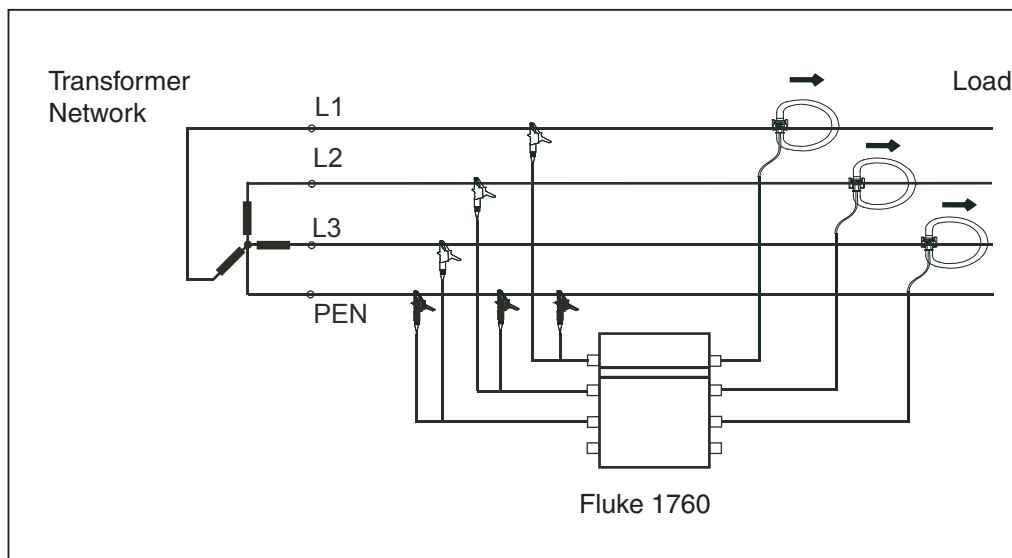 Transformer
Network
Load
L1
L2
L3
PEN
Fluke 1760